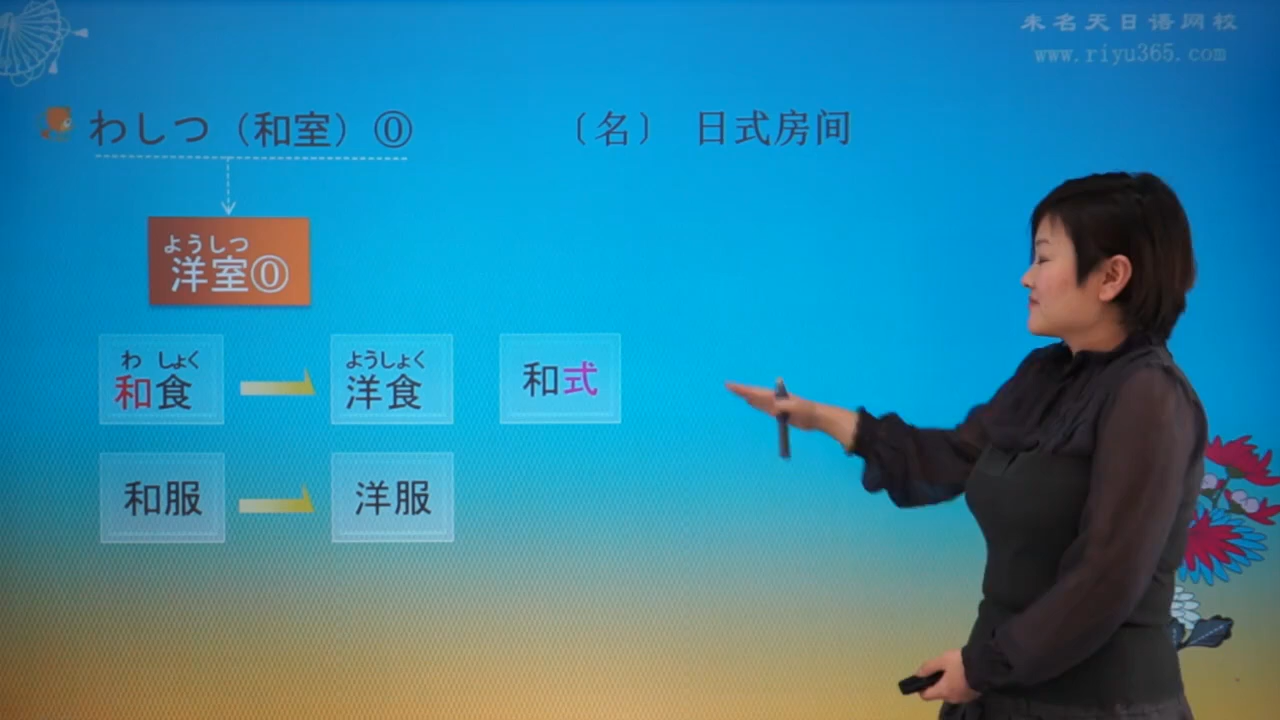 未名天日语网校
www.riyu365.com
わしつ（和室）⓪ 〔名〕 日式房间
ようしつ
洋室⓪
わ しょく
和食
ようしょく
洋食
和式
和服
洋服